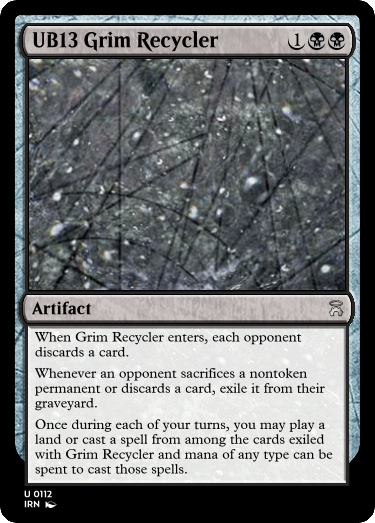 UB13 Grim Recycler 1
Artifact
When Grim Recycler enters, each opponent
discards a card.
Whenever an opponent sacrifices a nontoken
permanent or discards a card, exile it from their
graveyard.
Once during each of your turns, you may play a
land or cast a spell from among the cards exiled
with Grim Recycler and mana of any type can be
spent to cast those spells.
U 0112
IRN